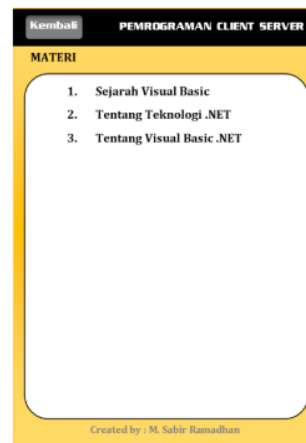 Kembali
PEMROGRAMAN CLIENT SERVER
MATERI
1. Sejarah Visual Basic
2. Tentang Teknologi .NET
3. Tentang Visual Basic .NET
Created by : M. Sabir Ramadhan